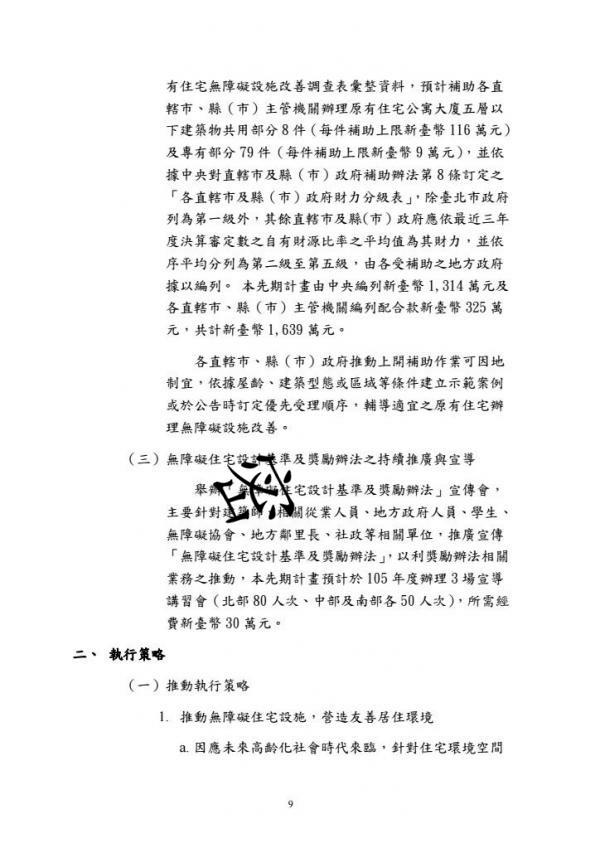 有住宅無障礙設施改善調查表彙整資料，預計補助各直
轄市、縣（市）主管機關辦理原有住宅公寓大廈五層以
下建築物共用部分 8 件（每件補助上限新臺幣 116 萬元）
及專有部分 79 件（每件補助上限新臺幣 9 萬元），並依
據中央對直轄市及縣（市）政府補助辦法第 8 條訂定之
「各直轄市及縣（市）政府財力分級表」，除臺北市政府
列為第一級外，其餘直轄市及縣(市）政府應依最近三年
度決算審定數之自有財源比率之平均值為其財力，並依
序平均分列為第二級至第五級，由各受補助之地方政府
據以編列。 本先期計畫由中央編列新臺幣 1,314 萬元及
各直轄市、縣（市）主管機關編列配合款新臺幣 325 萬
元，共計新臺幣 1,639 萬元。
各直轄市、縣（市）政府推動上開補助作業可因地
制宜，依據屋齡、建築型態或區域等條件建立示範案例
或於公告時訂定優先受理順序，輔導適宜之原有住宅辦
理無障礙設施改善。
（三）無障礙住宅設計基準及獎勵辦法之持續推廣與宣導
舉辦「無障礙住宅設計基準及獎勵辦法」宣傳會，
主要針對建築師、相關從業人員、地方政府人員、學生、
無障礙協會、地方鄰里長、社政等相關單位，推廣宣傳
「無障礙住宅設計基準及獎勵辦法」，以利獎勵辦法相關
業務之推動，本先期計畫預計於 105 年度辦理 3 場宣導
講習會（北部 80 人次、中部及南部各 50 人次），所需經
費新臺幣 30 萬元。
二、 執行策略
（一）推動執行策略
1. 推動無障礙住宅設施，營造友善居住環境
a. 因應未來高齡化社會時代來臨，針對住宅環境空間
9